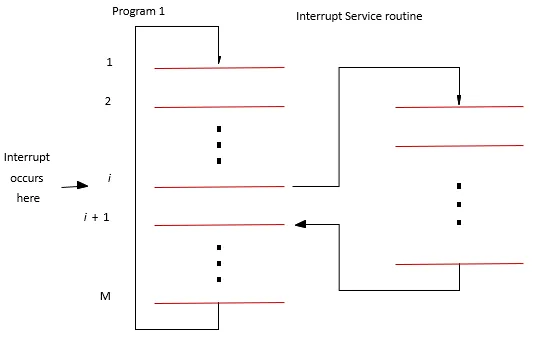 Program 1
Interrupt Service routine
1
2
Interrupt
occurs
here
i
i + 1
M